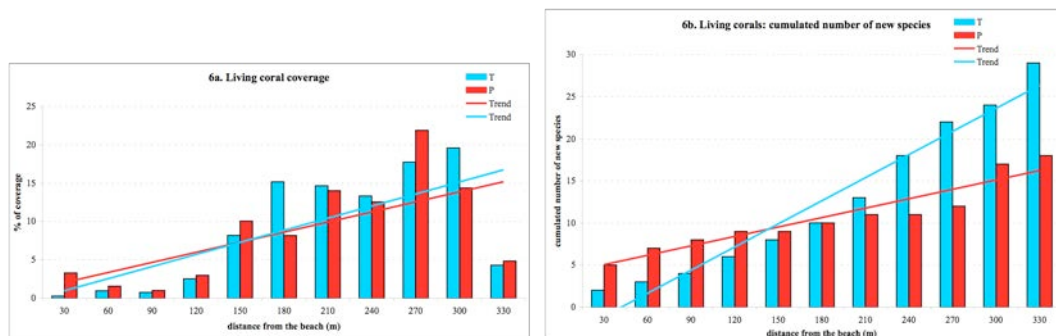 6a. Living coral coverage
T
P
Trend
Trend
% of coverage
25
20
15
10
5
0
30 60 90 120 150 180 210 240 270 300 330
distance from the beach (m)
6b. Living corals: cumulated number of new species
T
P
Trend
Trend
cumulated number of new species
30
25
20
15
10
5
0
30 60 90 120 150 180 210 240 270 300 330
distance from the beach (m)